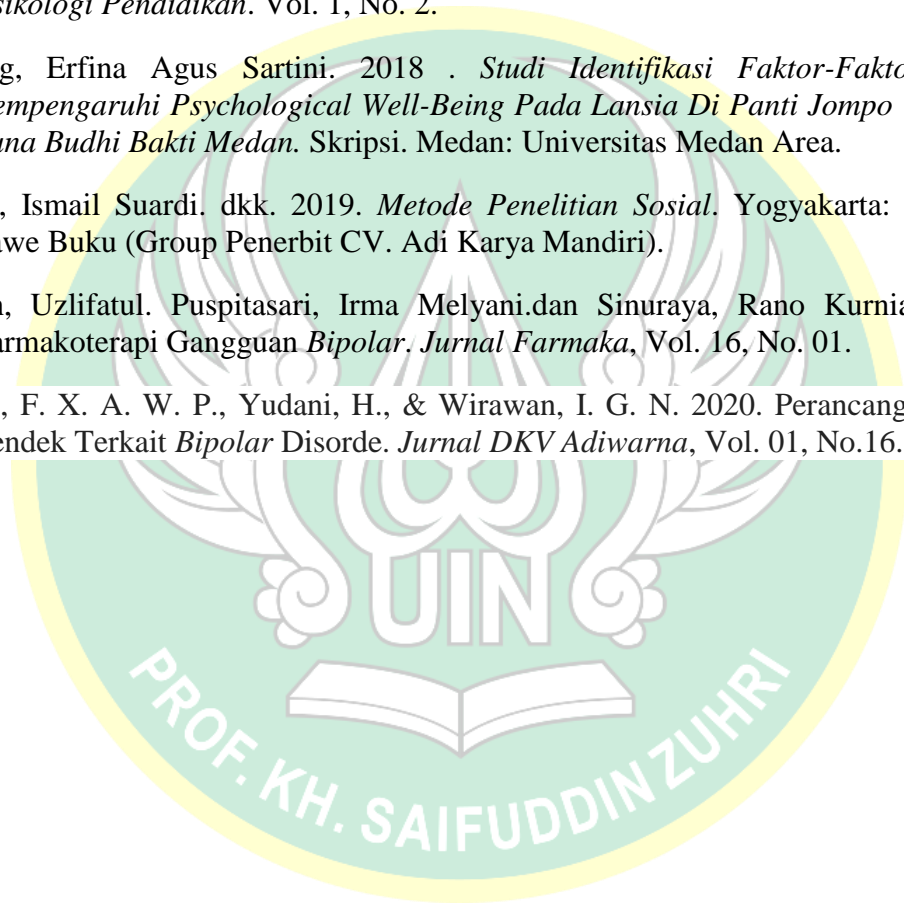 sikologi Pendidikan. Vol. 1, No. 2.
g, Erfina Agus Sartini. 2018 . Studi Identifikasi Faktor-Fakto
empengaruhi Psychological Well-Being Pada Lansia Di Panti Jompo
una Budhi Bakti Medan. Skripsi. Medan: Universitas Medan Area.
, Ismail Suardi. dkk. 2019. Metode Penelitian Sosial. Yogyakarta:
awe Buku (Group Penerbit CV. Adi Karya Mandiri).
n, Uzlifatul. Puspitasari, Irma Melyani.dan Sinuraya, Rano Kurnia
armakoterapi Gangguan Bipolar. Jurnal Farmaka, Vol. 16, No. 01.
, F. X. A. W. P., Yudani, H., & Wirawan, I. G. N. 2020. Perancang
endek Terkait Bipolar Disorde. Jurnal DKV Adiwarna, Vol. 01, No.16.
UIN
PROF. KH. SAIFUDDIN ZUHRI